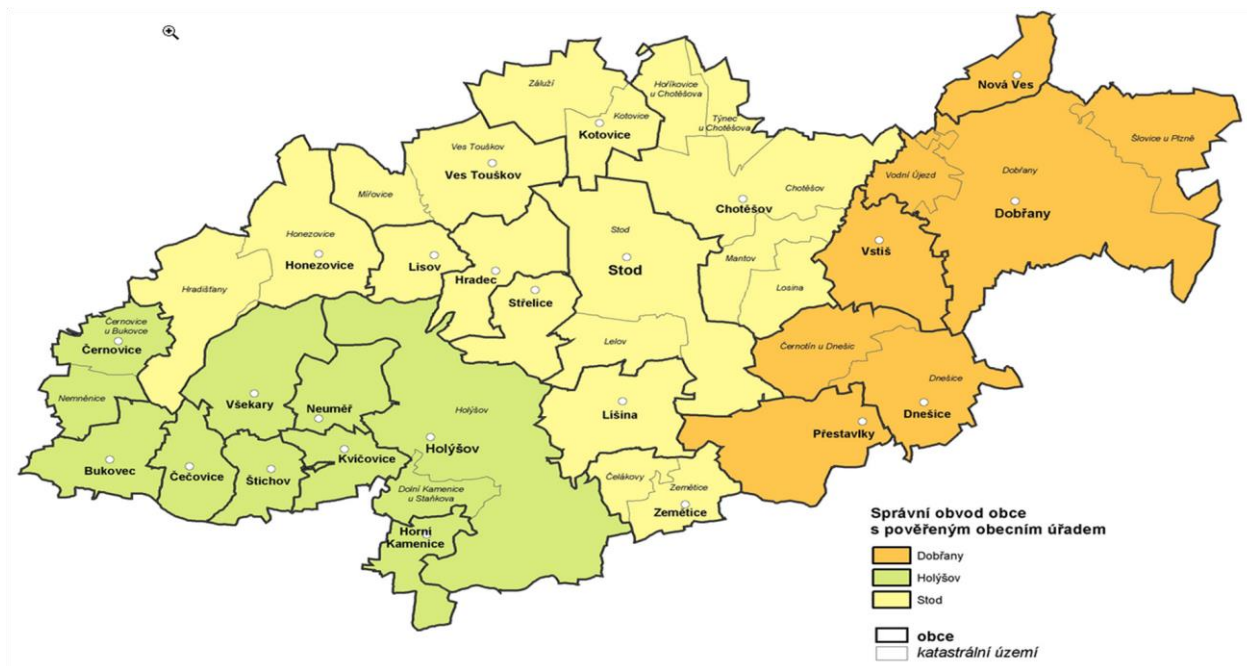 Nová Ves
Záluží
Hoříkovice
u Chotěšova
Kotovice
Kotovice
Týnec
u Chotěšova
Šlovice u Plzně
Ves Touškov
Ves Touškov
Vodní Újezd
Dobřany
Dobřany
Mířovice
Chotěšov
Chotěšov
Honezovice
Honezovice
Stod
Stod
Lisov
Hradec
Mantov
Vstiš
Hradišťany
Střelice
Losina
Černovice
u Bukovce
Černovice
Lelov
Černotín u Dnešic
Dnešice
Dnešice
Nemněnice
Všekary
Neuměř
Holýšov
Holýšov
Lišina
Přestavlky
Bukovec
Čečovice
Štichov
Kvíčovice
Dolní Kamenice
u Staňkova
Čelákovy
Zemětice
Zemětice
Horní
Kamenice
Správní obvod obce
s pověřeným obecním úřadem
Dobřany
Holýšov
Stod
obce
katastrální území